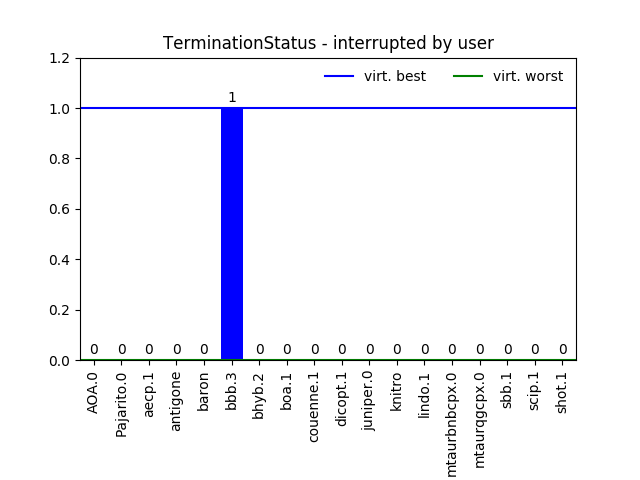 TerminationStatus - interrupted by user
virt. best virt. worst
1.2
1.0
0.8
0.6
0.4
0.2
0.0
1
0 0 0 0 0 0 0 0 0 0 0 0 0 0 0 0 0
AOA.0
Pajarito.0
aecp.1
antigone
baron
bbb.3
bhyb.2
boa.1
couenne.1
dicopt.1
juniper.0
knitro
lindo.1
mtaurbnbcpx.0
mtaurqgcpx.0
sbb.1
scip.1
shot.1